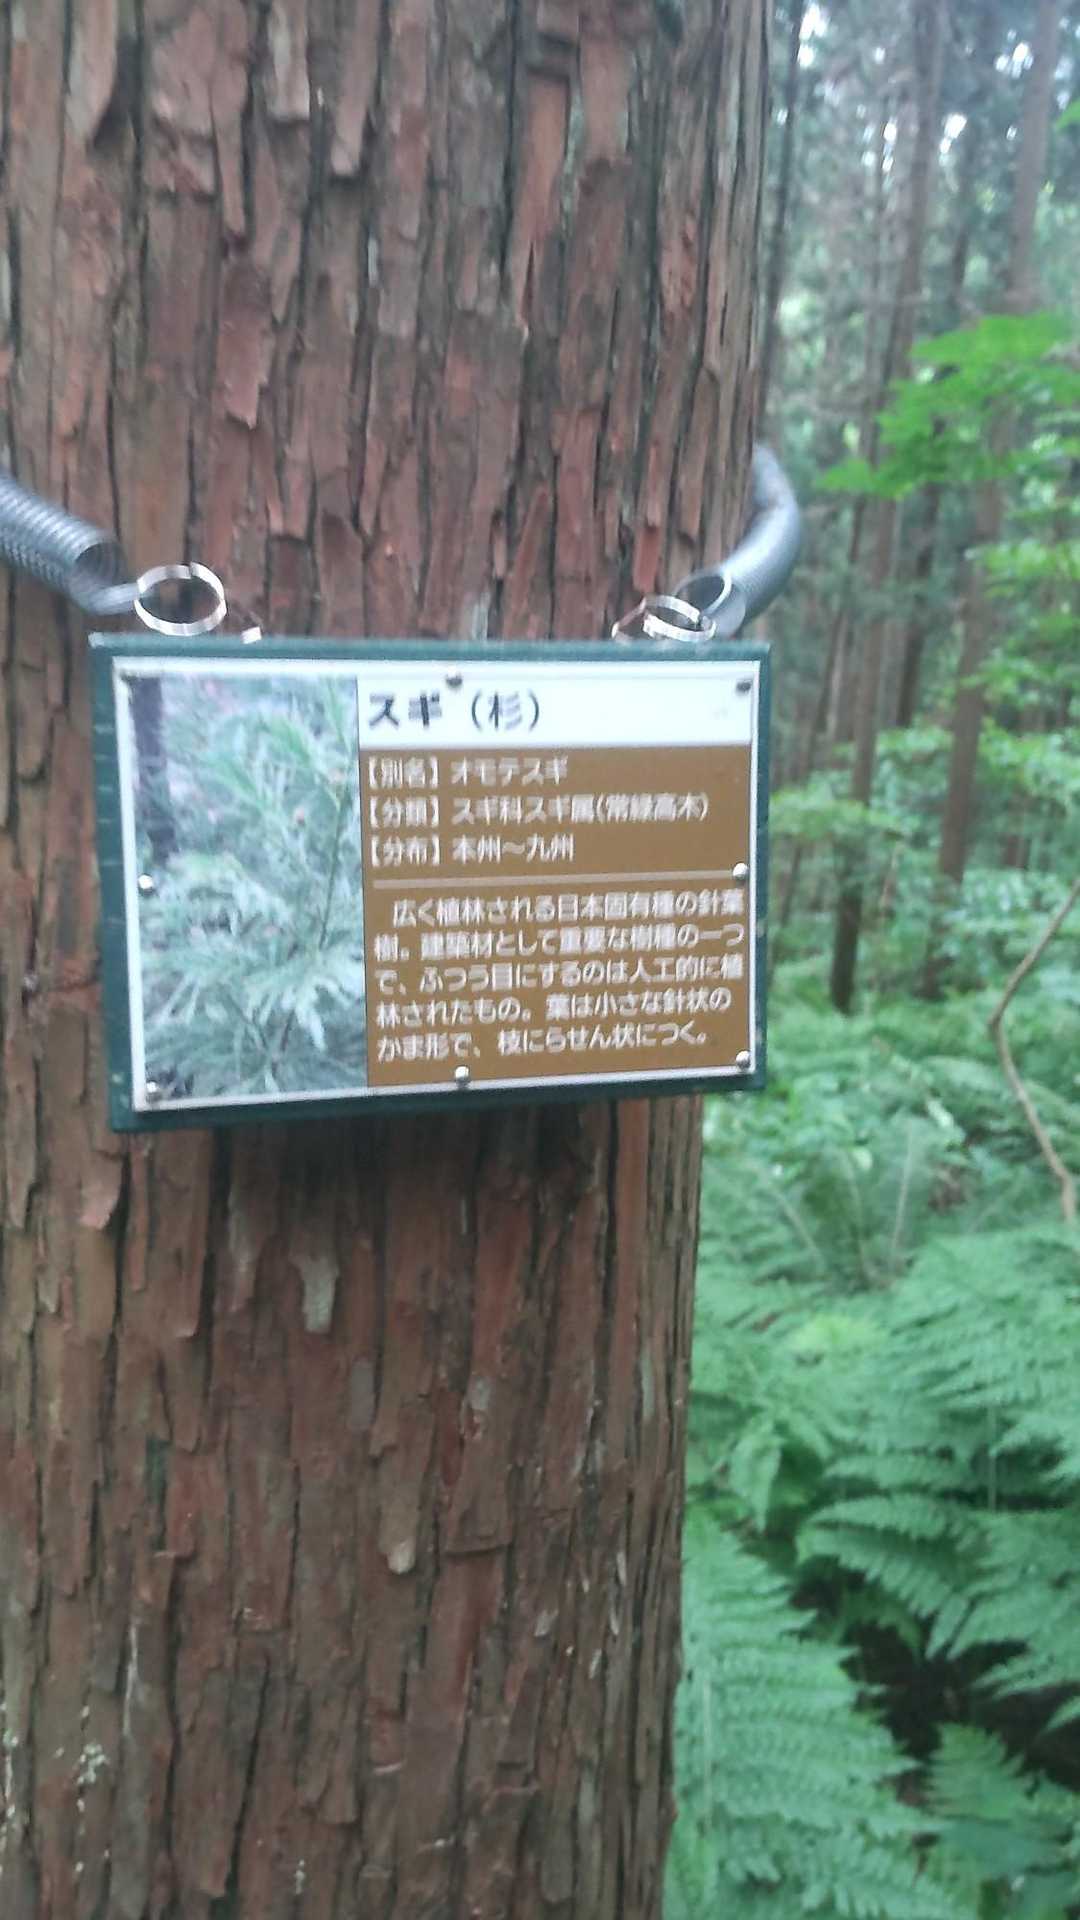 スギ（杉）
【別名】オモテスギ
【分類】スギ科スギ属（常緑高木）
【分布】本州～九州
広く植林される日本固有種の針葉
樹。建築材として重要な樹種の一つ
で、ふつう目にするのは人工的に植
林されたもの。葉は小さな針状の
かま形で、枝にらせん状につく。